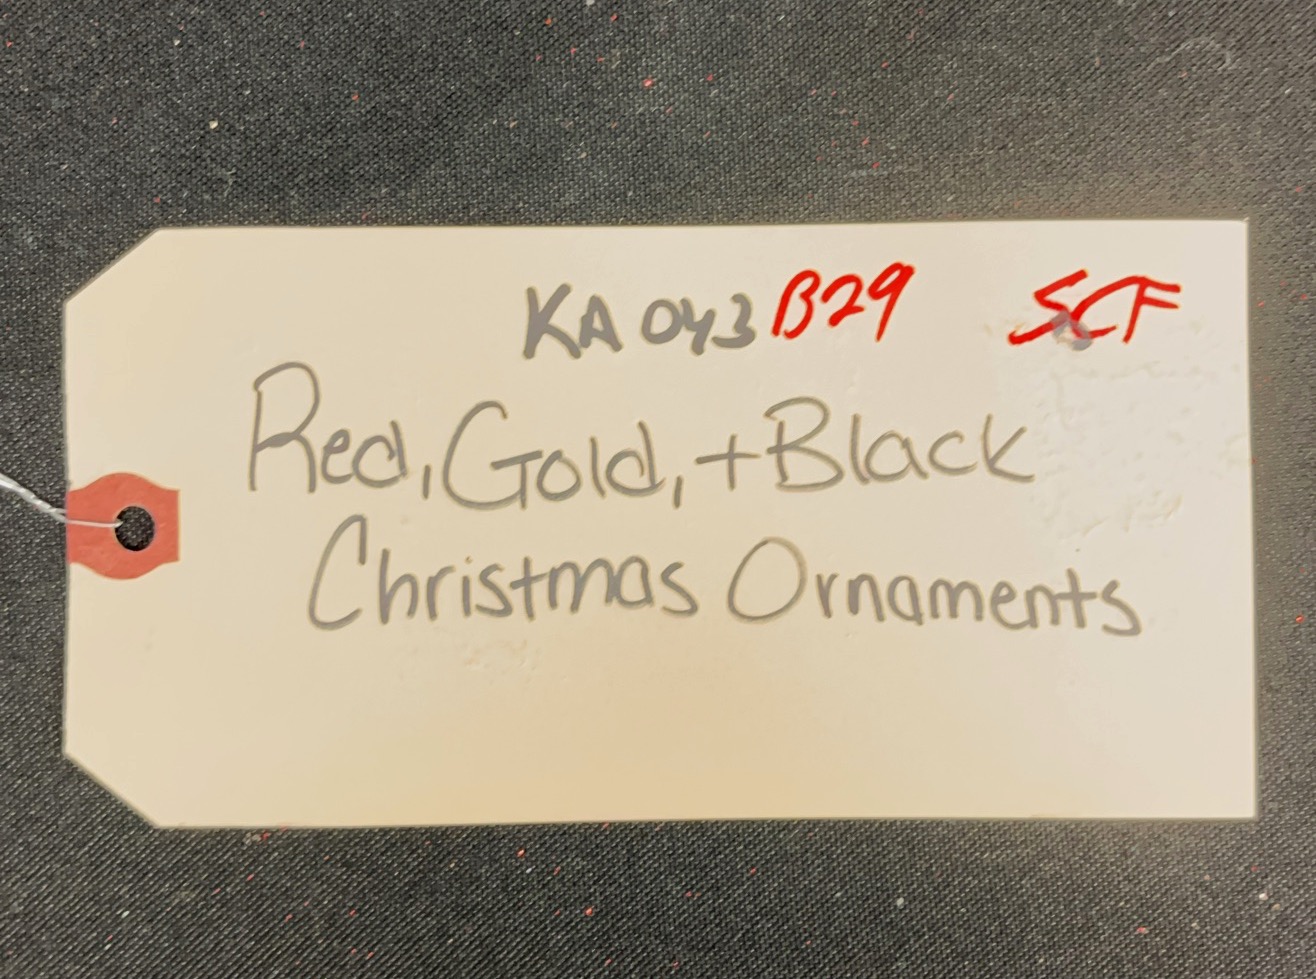 KA 043 B29 SCF
Red, Gold, + Black
Christmas Ornaments